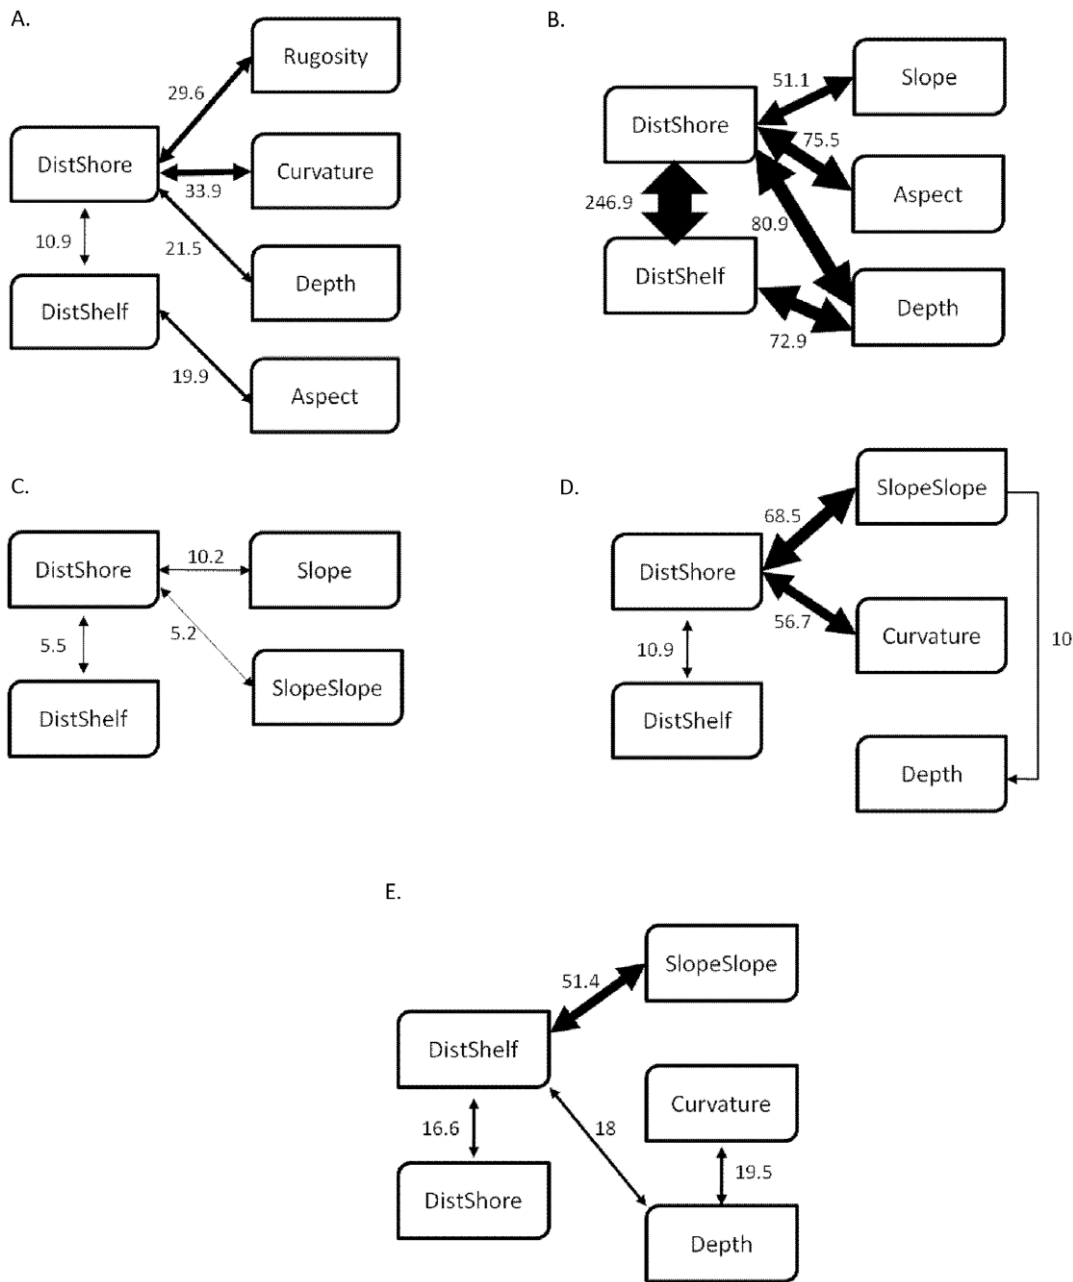 A.
Rugosity
29.6
DistShore
33.9
Curvature
10.9
21.5
DistShelf
Depth
19.9
Aspect
B.
Slope
51.1
DistShore
75.5
Aspect
246.9
80.9
DistShelf
Depth
72.9
C.
DistShore
10.2
Slope
5.5
5.2
DistShelf
SlopeSlope
D.
SlopeSlope
68.5
DistShore
56.7
Curvature
10.9
10
DistShelf
Depth
E.
SlopeSlope
51.4
DistShelf
Curvature
16.6
18
19.5
DistShore
Depth